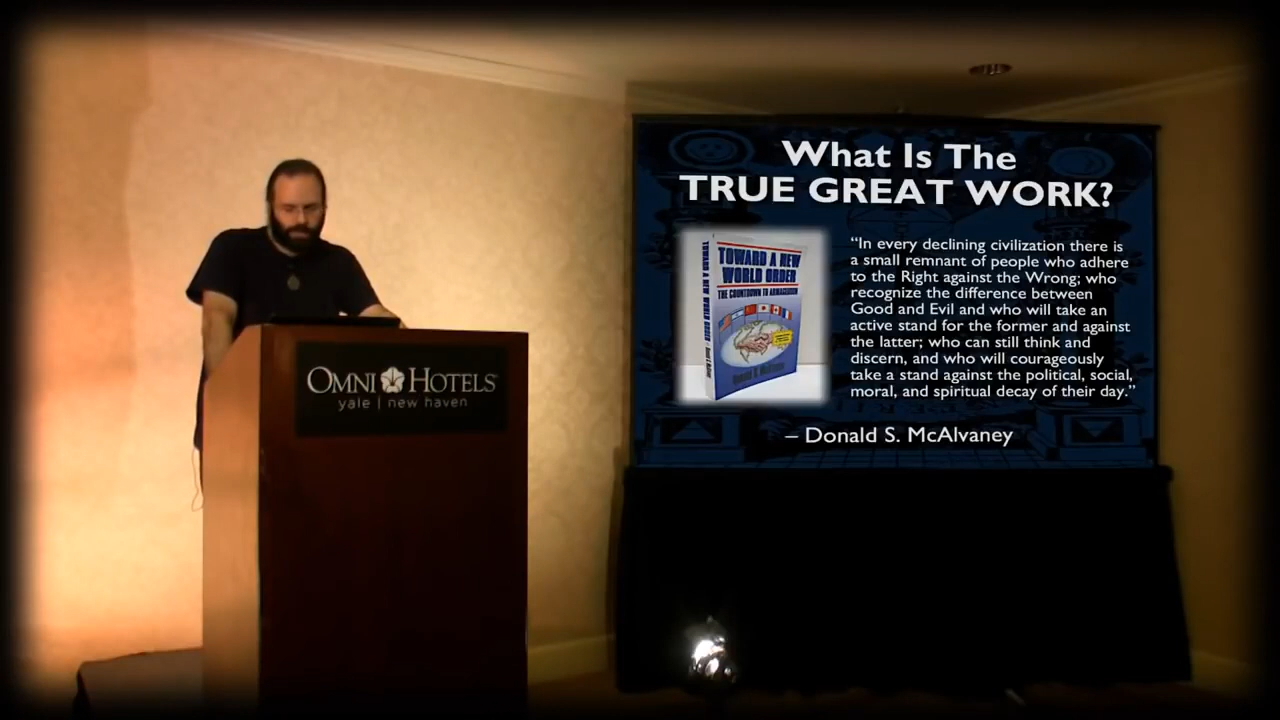 OMNI HOTELS
yale | new haven
What Is The
TRUE GREAT WORK?
TOWARD A NEW
WORLD ORDER
THE COUNTDOWN TO ARMAGEDDON
TOWARD A NEW WORLD ORDER
“In every declining civilization there is
a small remnant of people who adhere
to the Right against the Wrong; who
recognize the difference between
Good and Evil and who will take an
active stand for the former and against
the latter; who can still think and
discern, and who will courageously
take a stand against the political, social,
moral, and spiritual decay of their day.”
– Donald S. McAlvaney